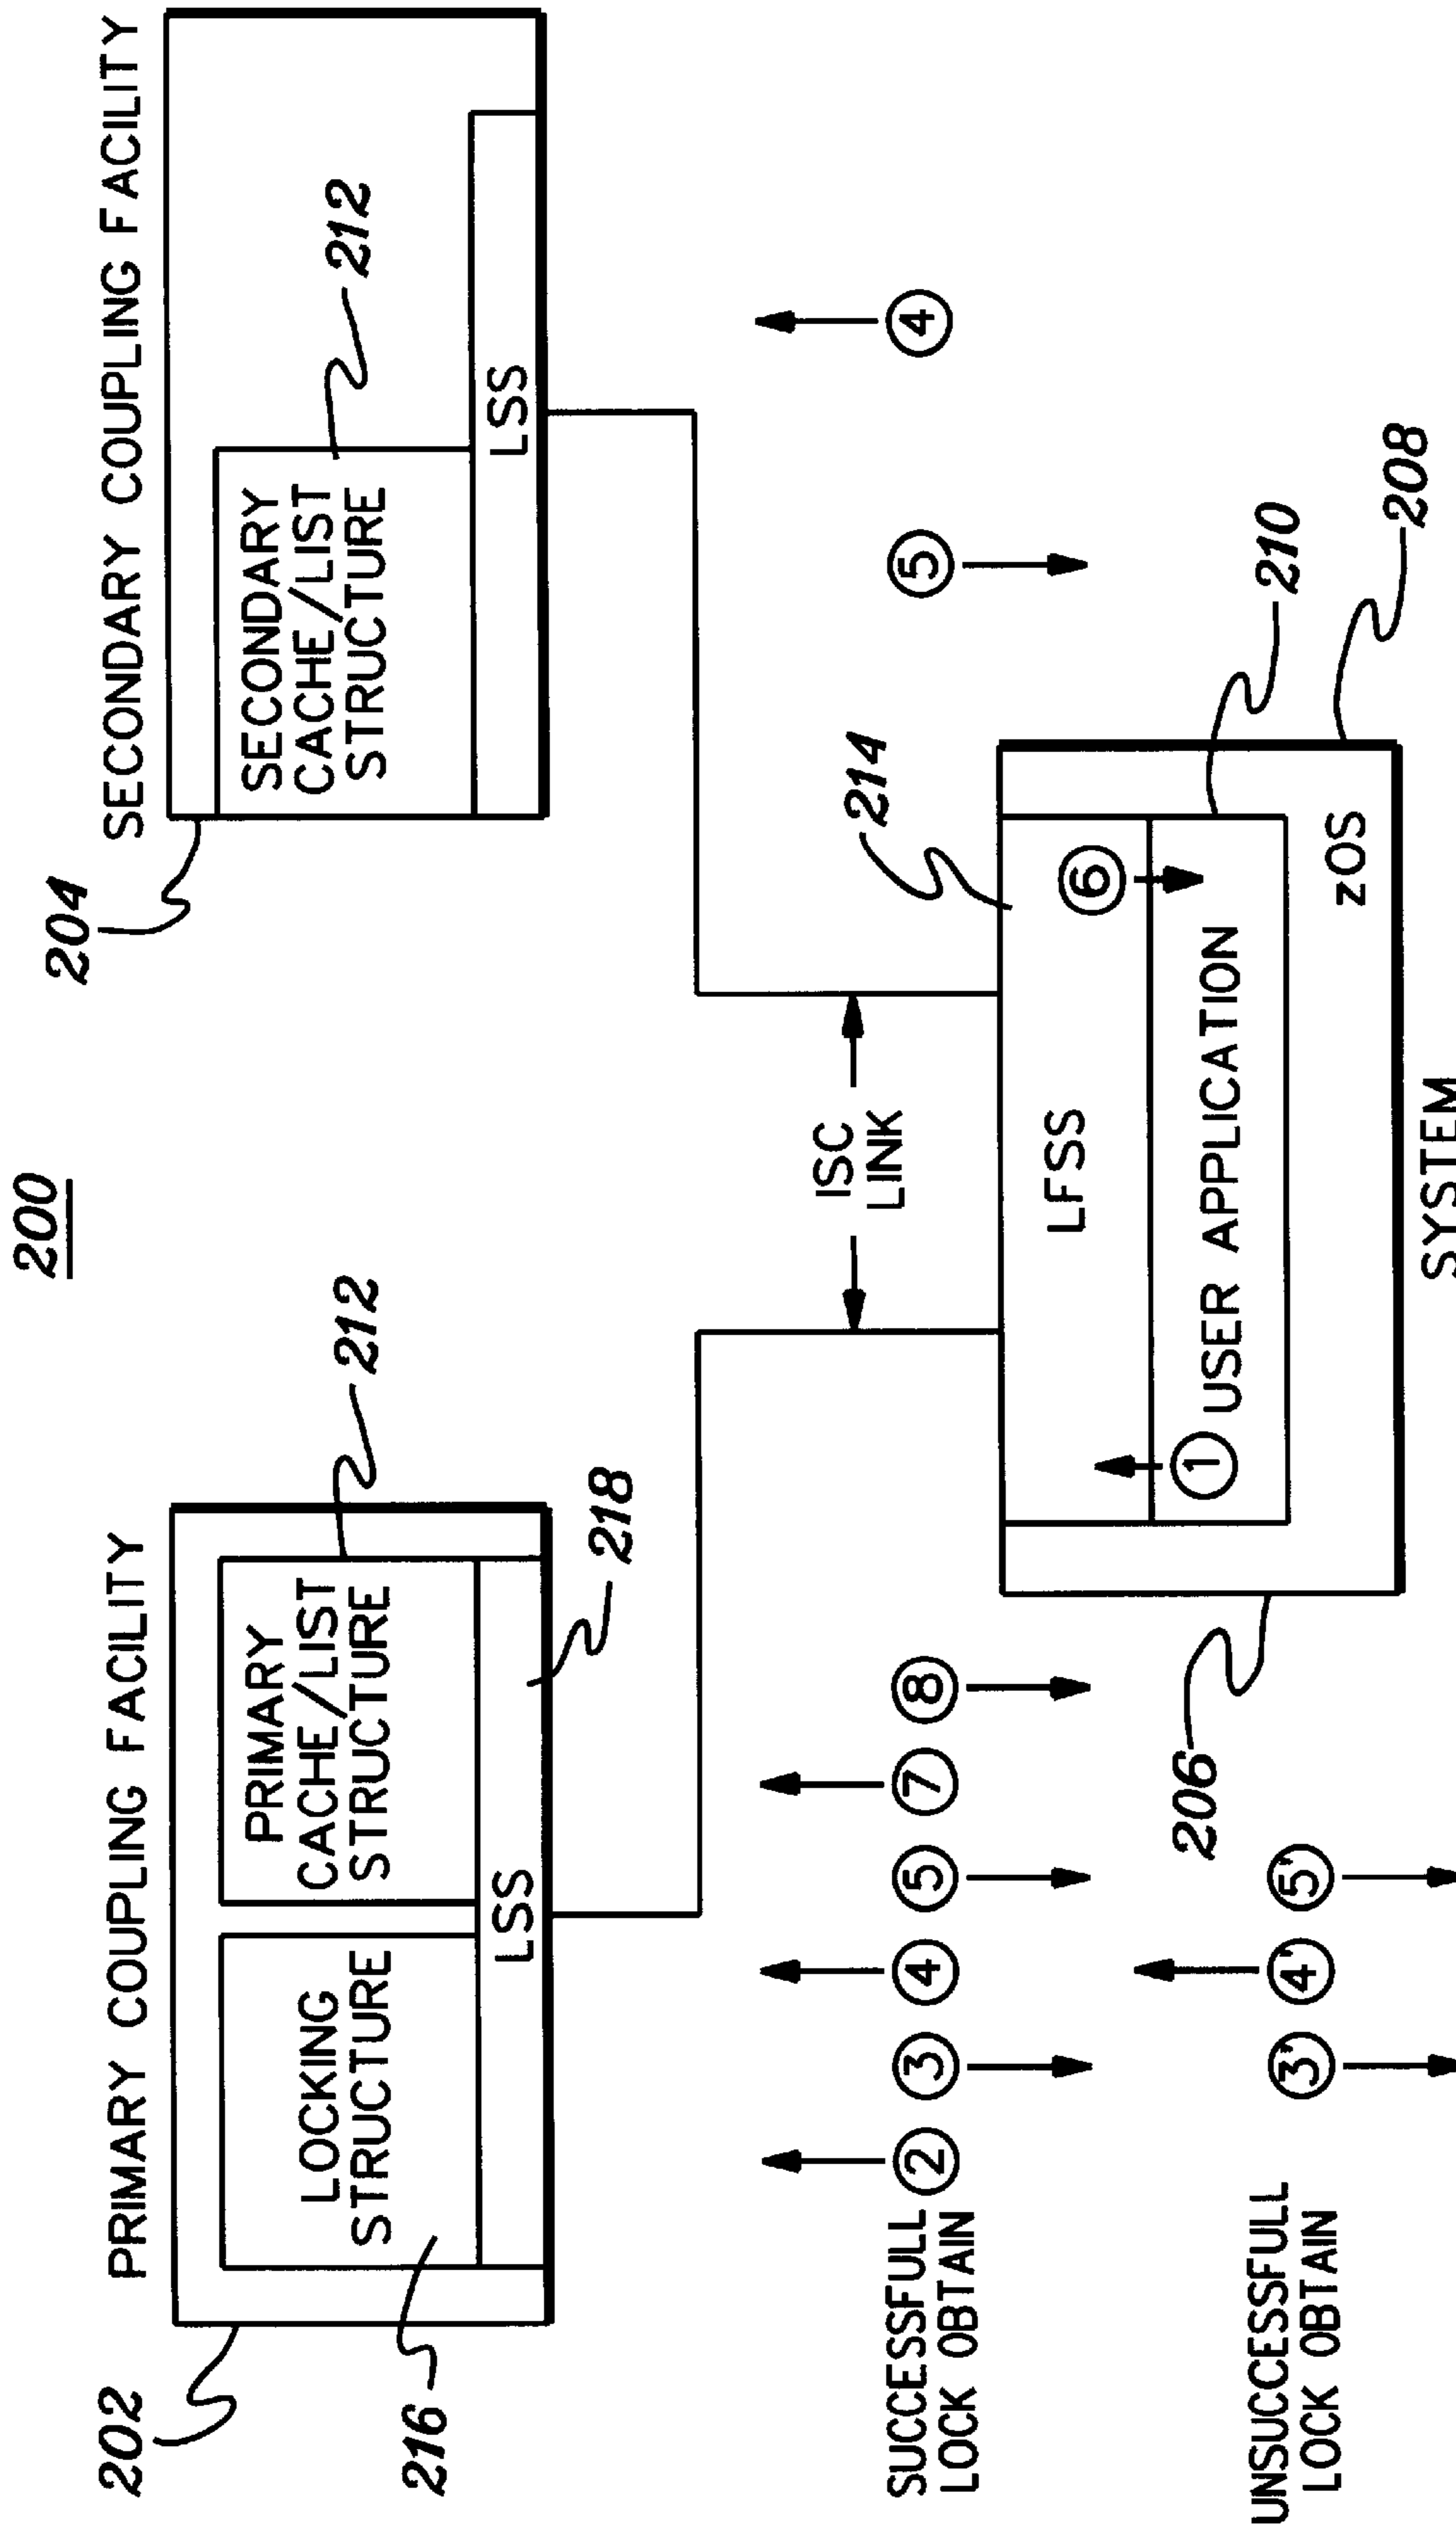 200
202
PRIMARY COUPLING FACILITY
LOCKING
STRUCTURE
216
PRIMARY
CACHE/LIST
STRUCTURE
212
LSS
218
204
SECONDARY COUPLING FACILITY
SECONDARY
CACHE/LIST
STRUCTURE
212
LSS
ISC
LINK
SUCCESSFULL
LOCK OBTAIN
2 3 4 5 7 8
5 4
UNSUCCESSFULL
LOCK OBTAIN
3' 4' 5'
206
214
LFSS
6
1 USER APPLICATION
210
zOS
208
SYSTEM